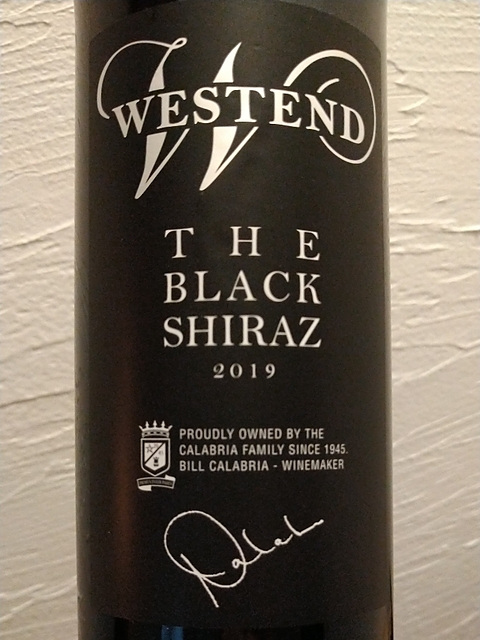 WESTEND
THE
BLACK
SHIRAZ
2019
PROUDLY OWNED BY THE
CALABRIA FAMILY SINCE 1945.
BILL CALABRIA - WINEMAKER